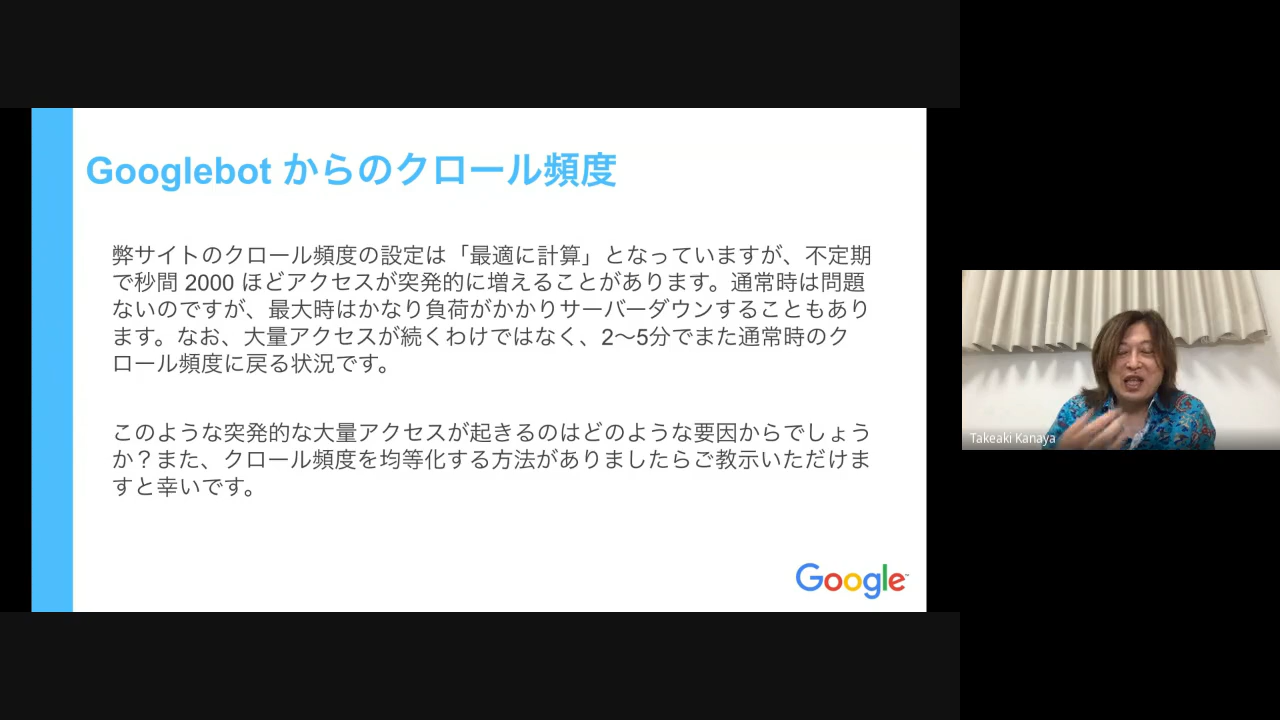 Googlebot からのクロール頻度
弊サイトのクロール頻度の設定は「最適に計算」となっていますが、不定期
で秒間 2000 ほどアクセスが突発的に増えることがあります。通常時は問題
ないのですが、最大時はかなり負荷がかかりサーバーダウンすることもあり
ます。なお、大量アクセスが続くわけではなく、2〜5分でまた通常時のク
ロール頻度に戻る状況です。
このような突発的な大量アクセスが起きるのはどのような要因からでしょう
か？また、クロール頻度を均等化する方法がありましたらご教示いただけま
すと幸いです。
Google
Takeaki Kanaya